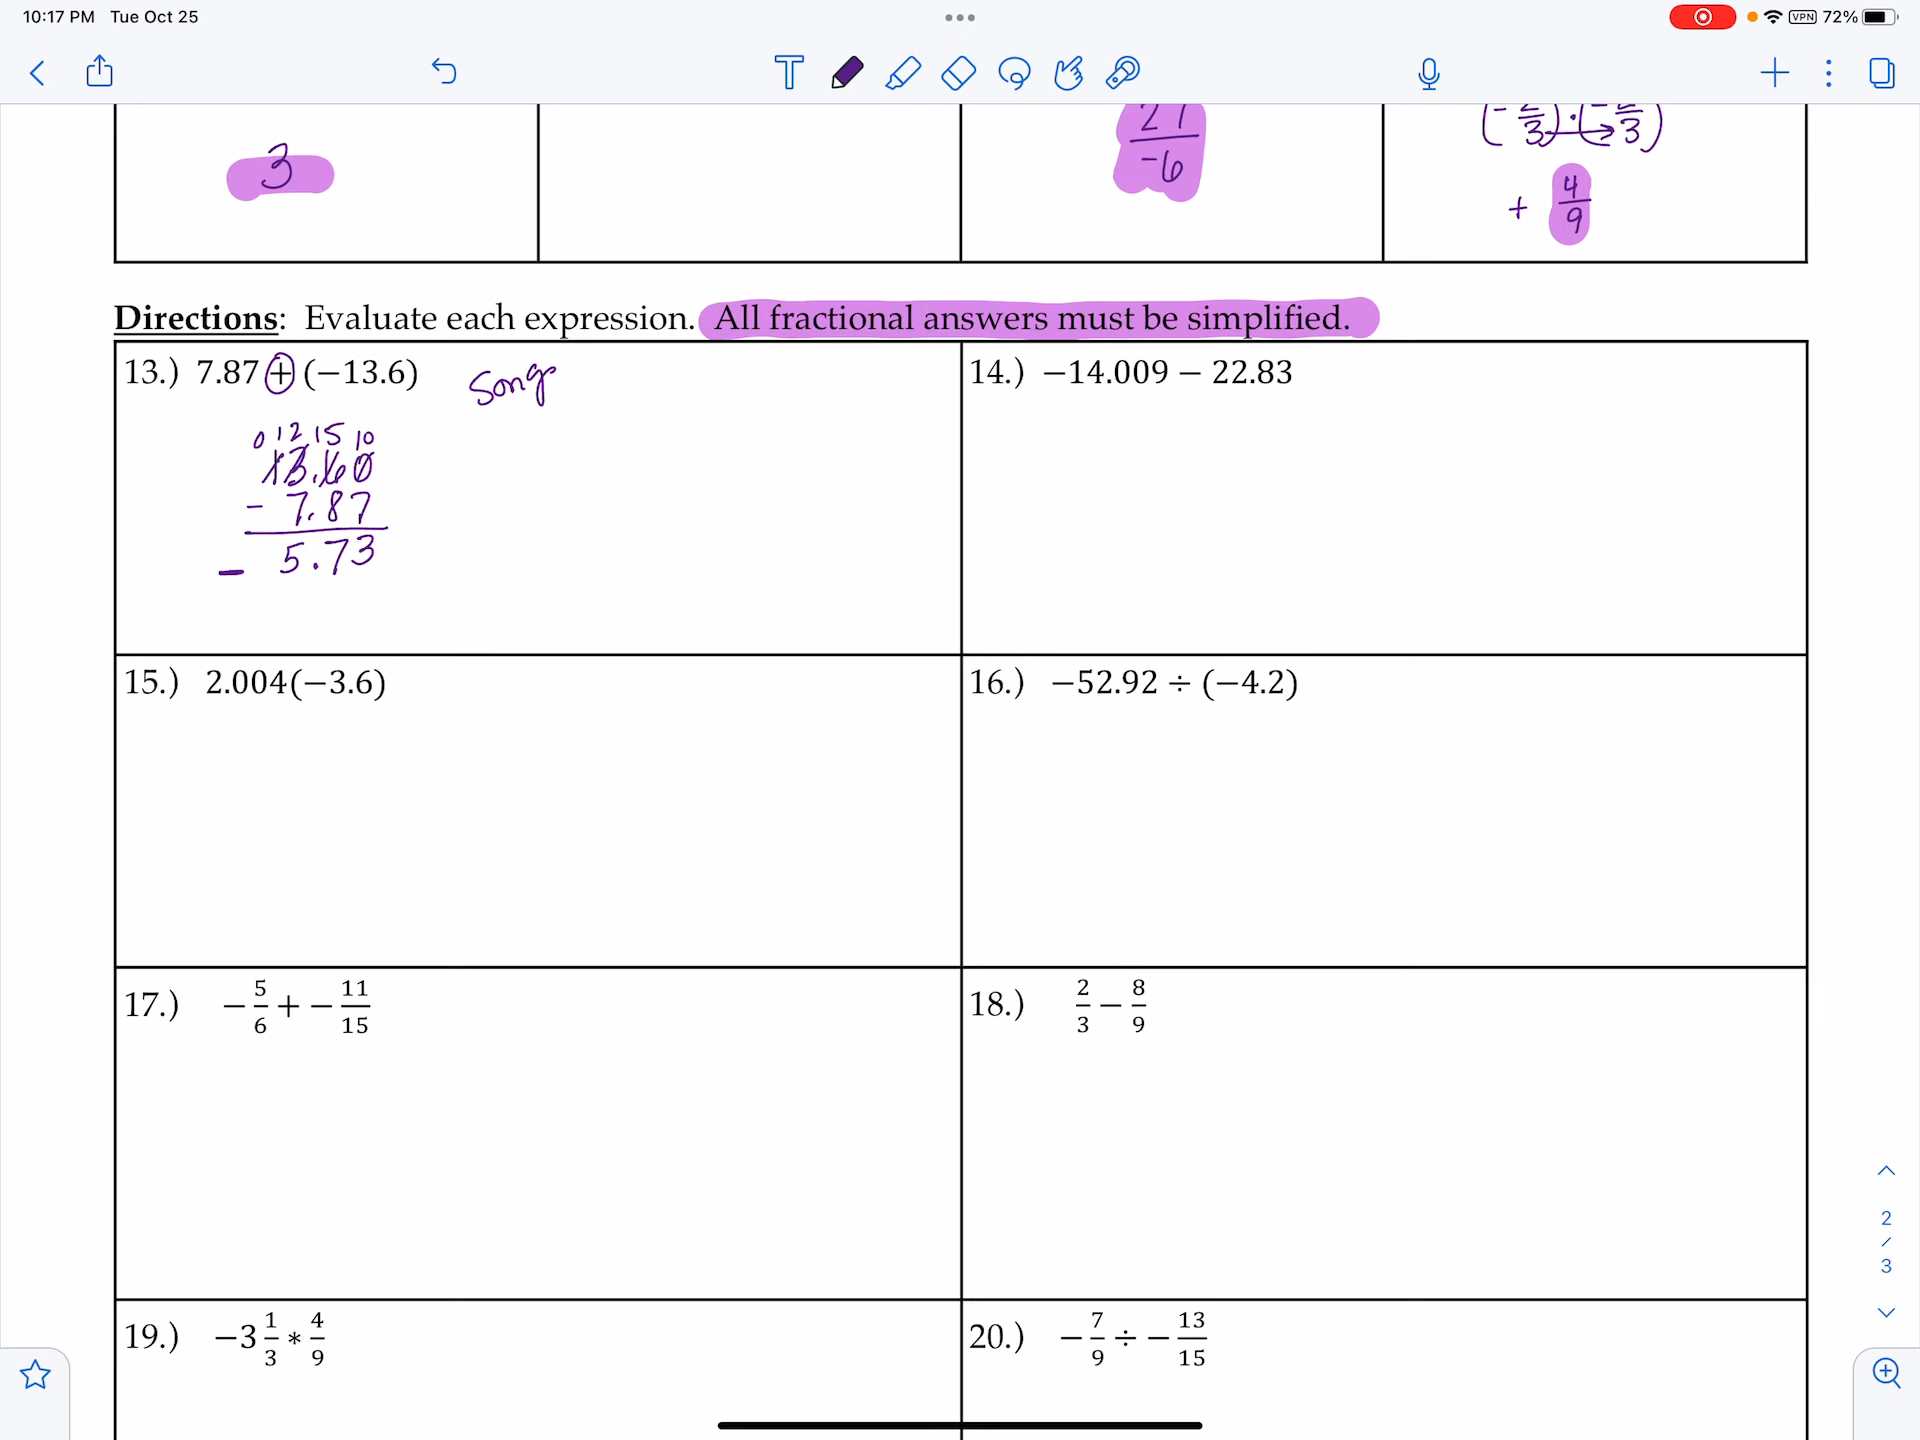 10:17 PM Tue Oct 25
VPN 72%
T
3
-6
3 3
+ 4/9
Directions: Evaluate each expression. All fractional answers must be simplified.
13.) 7.87 + (−13.6) Song
0 12 15 10
13.60
- 7.87
- 5.73
14.) −14.009 − 22.83
15.) 2.004(−3.6)
16.) −52.92 ÷ (−4.2)
17.) −5/6 + −11/15
18.) 2/3 − 8/9
19.) −3 1/3 * 4/9
20.) −7/9 ÷ −13/15
2
/
3